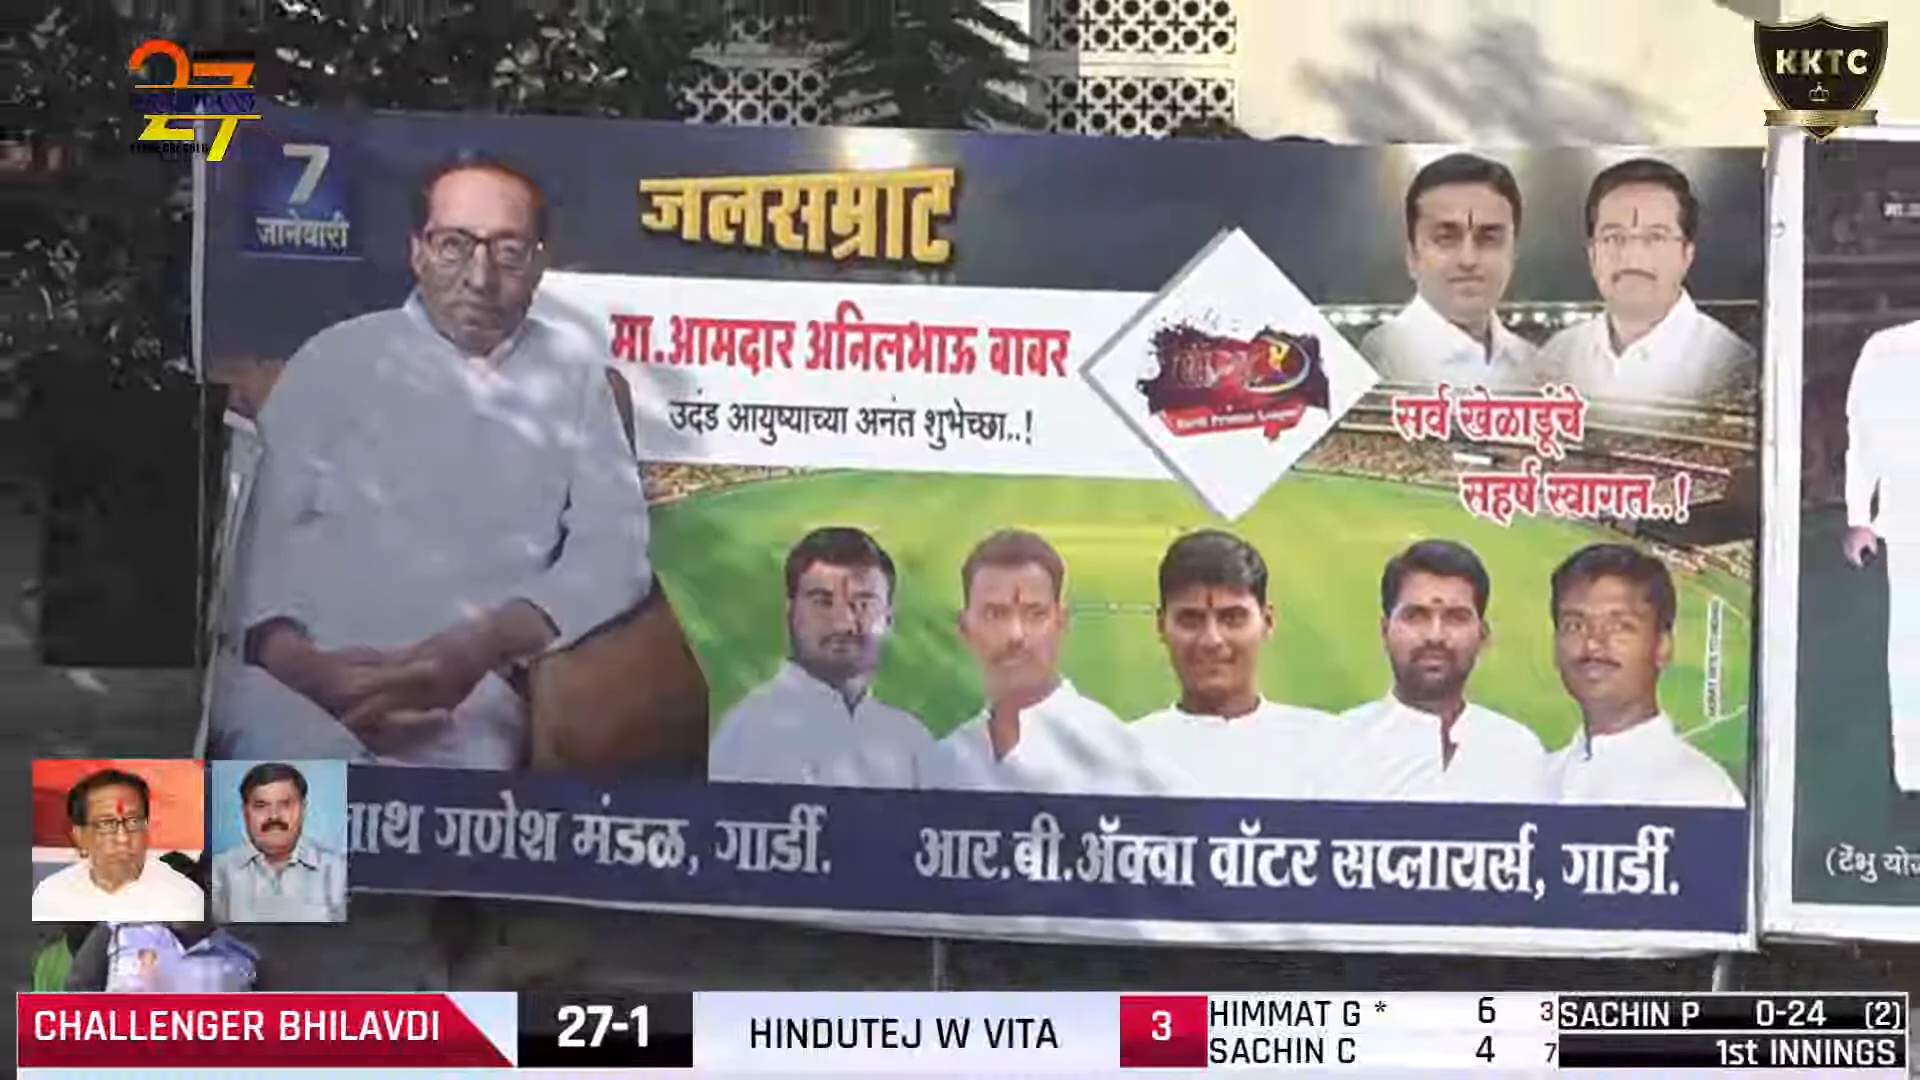 27
KKTC
7
जानेवारी
जलसम्राट
मा.आमदार अनिलभाऊ बाबर
उदंड आयुष्याच्या अनंत शुभेच्छा..!
सर्व खेळाडूंचे
सहर्ष स्वागत..!
नाथ गणेश मंडळ, गार्डी.
आर.बी.ॲक्वा वॉटर सप्लायर्स, गार्डी.
(टेंभु
CHALLENGER BHILAVDI
27-1
HINDUTEJ W VITA
3
HIMMAT G * 6 3
SACHIN C 4 7
SACHIN P 0-24 (2)
1st INNINGS